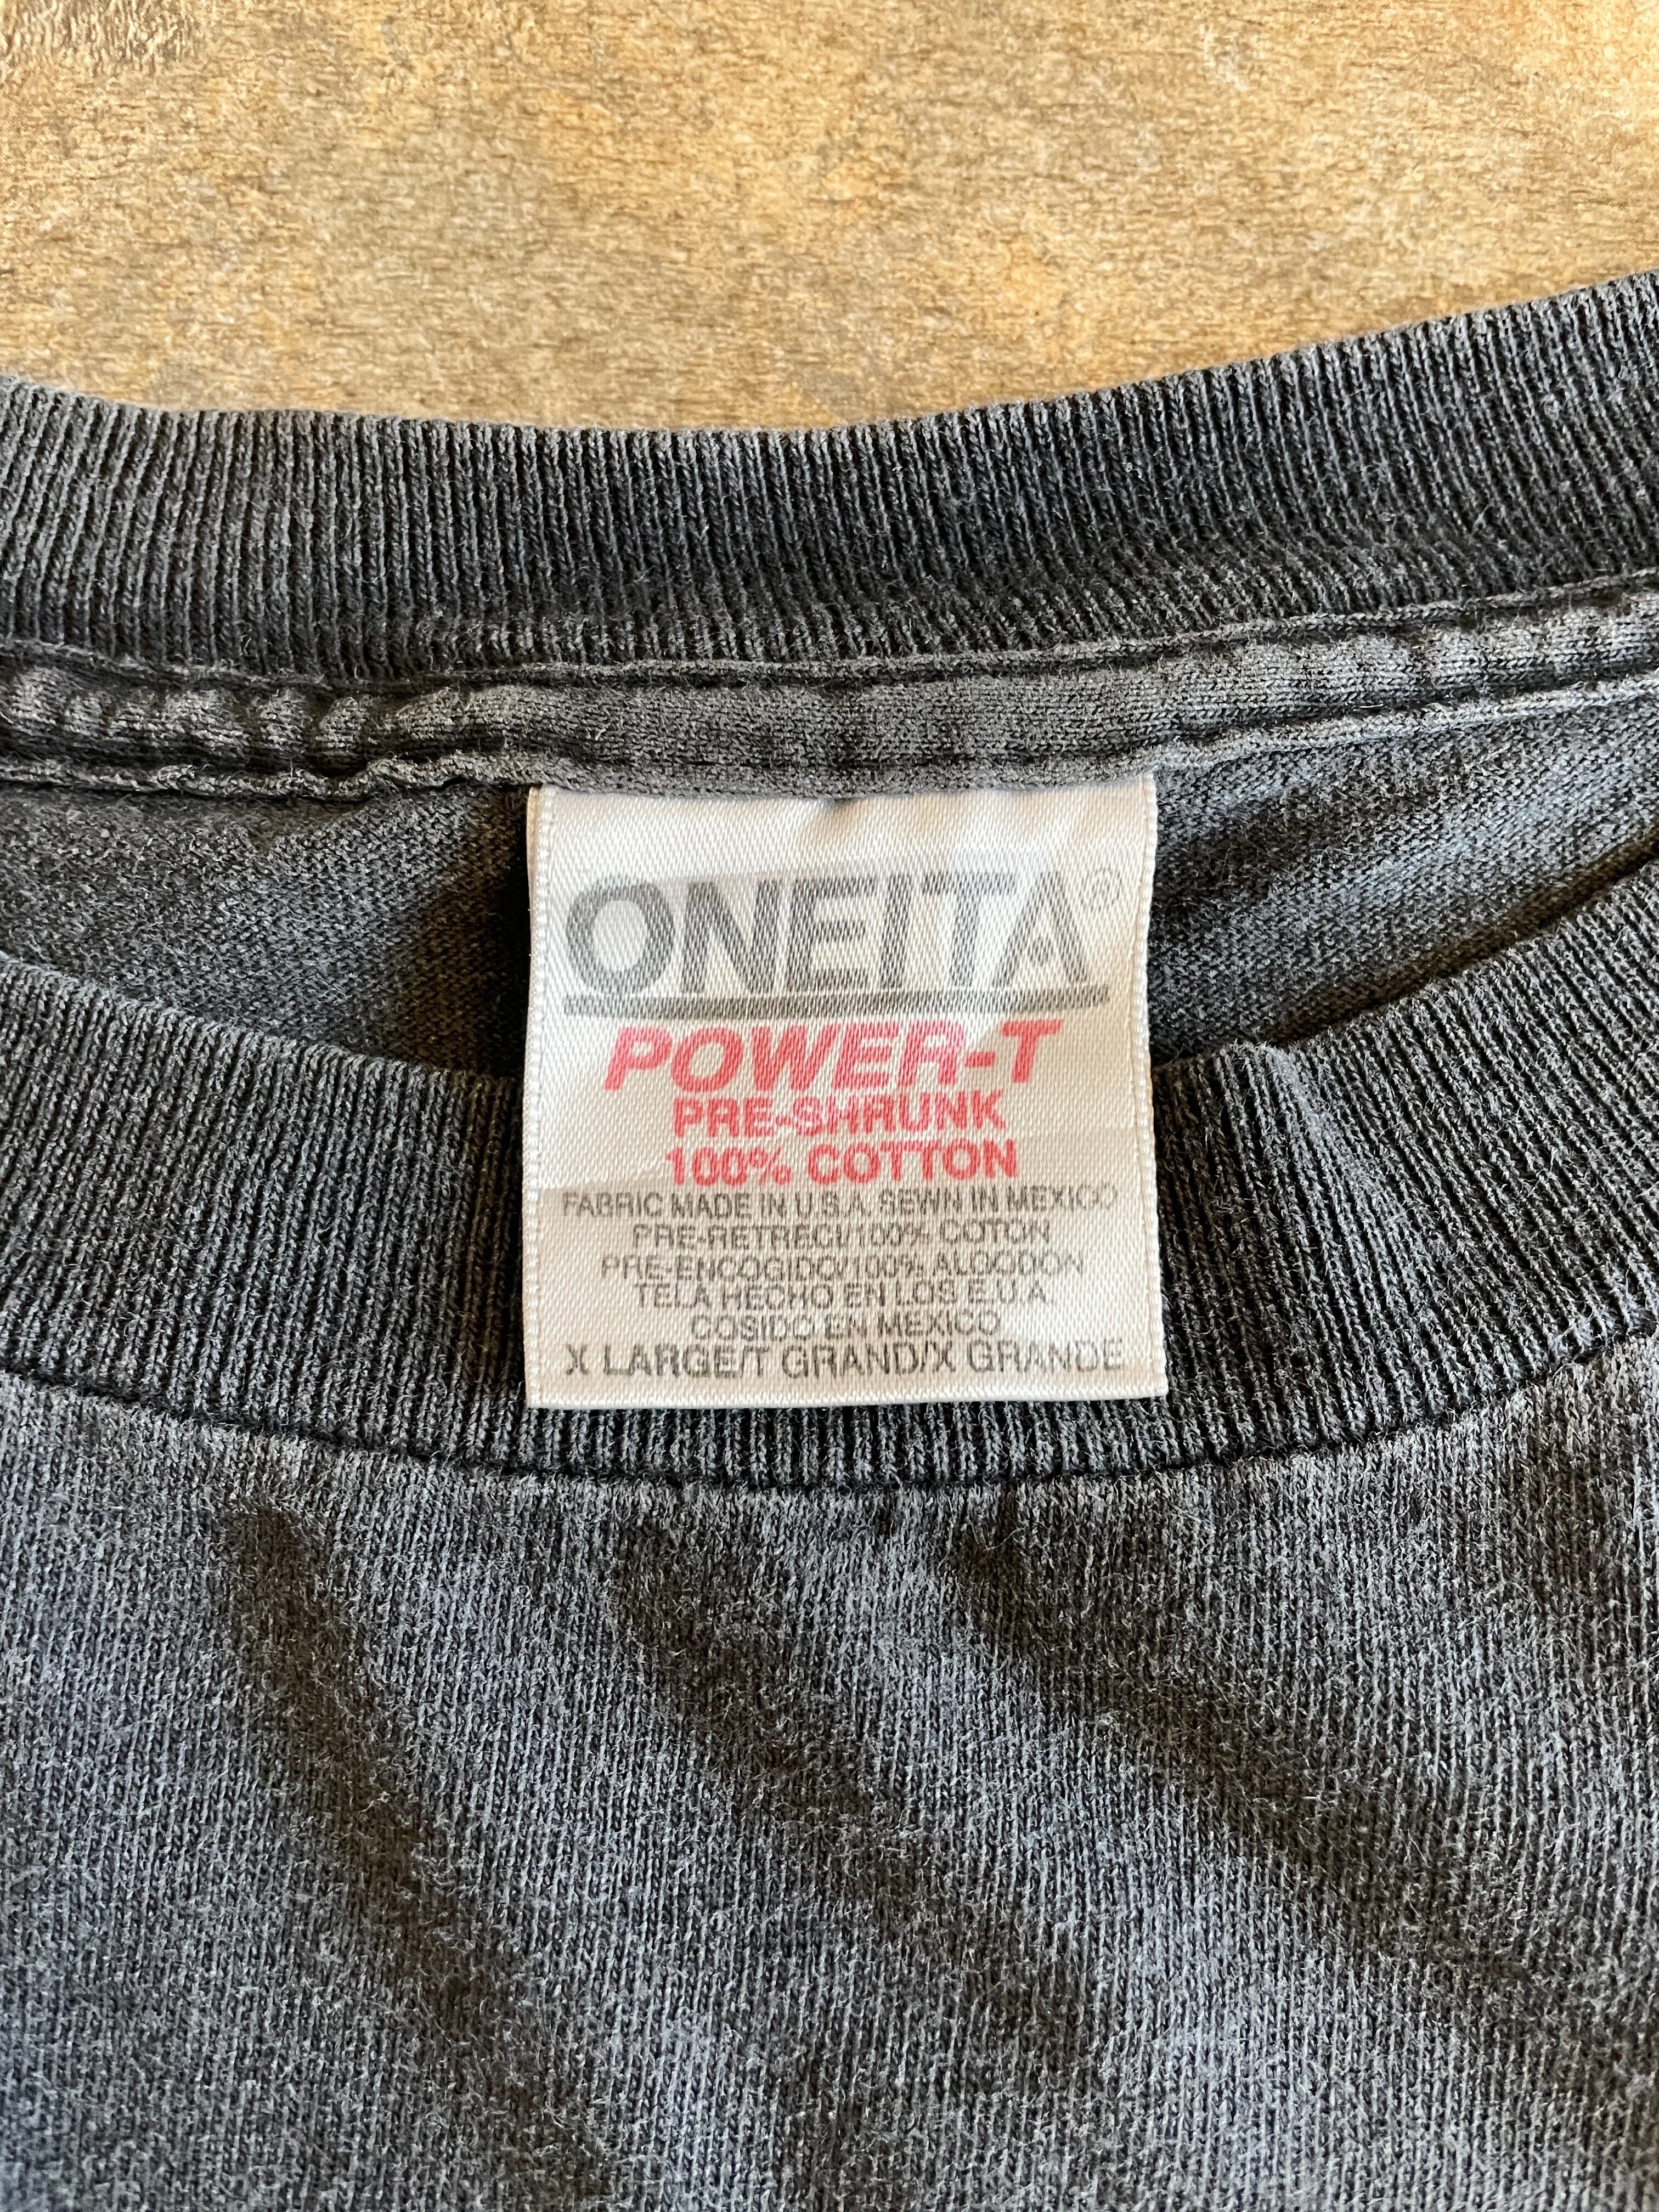 ONEITA®
POWER-T
PRE-SHRUNK
100% COTTON
FABRIC MADE IN U.S.A. SEWN IN MEXICO
PRE-RETRECI/100% COTON
PRE-ENCOGIDO/100% ALGODON
TELA HECHO EN LOS E.U.A.
COSIDO EN MEXICO
X LARGE/T GRAND/X GRANDE